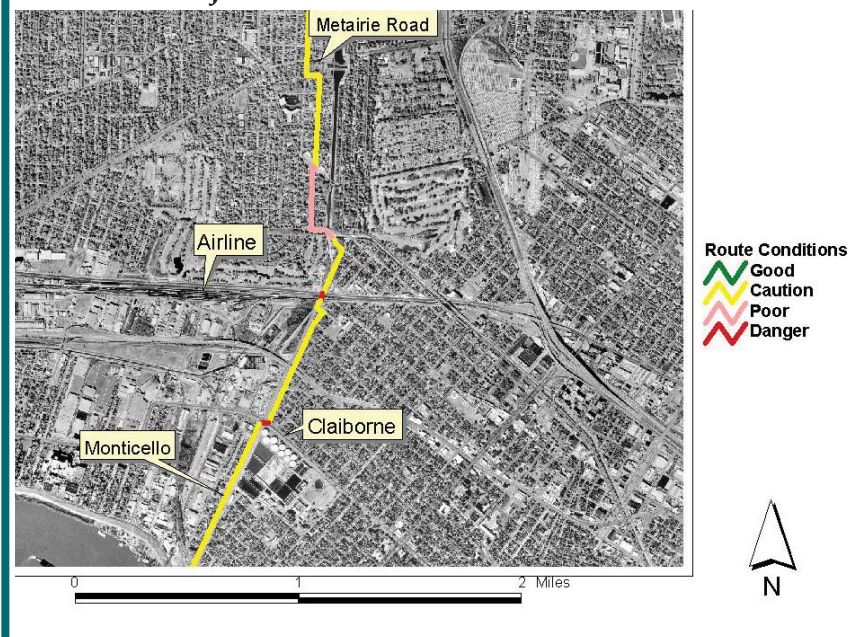 Metairie Road
Airline
Route Conditions
Good
Caution
Poor
Danger
Claiborne
Monticello
0 1 2 Miles
N